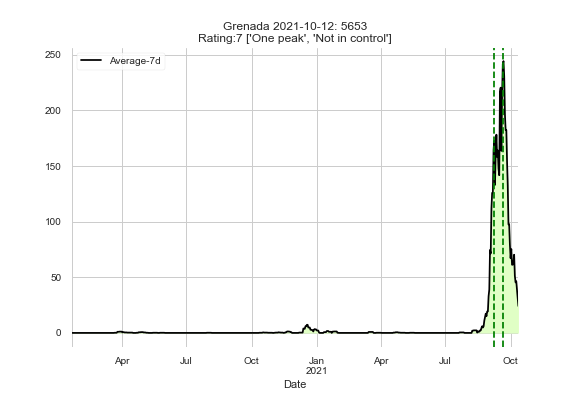 Grenada 2021-10-12: 5653
Rating:7 ['One peak', 'Not in control']
Average-7d
250
200
150
100
50
0
Apr Jul Oct Jan Apr Jul Oct
2021
Date